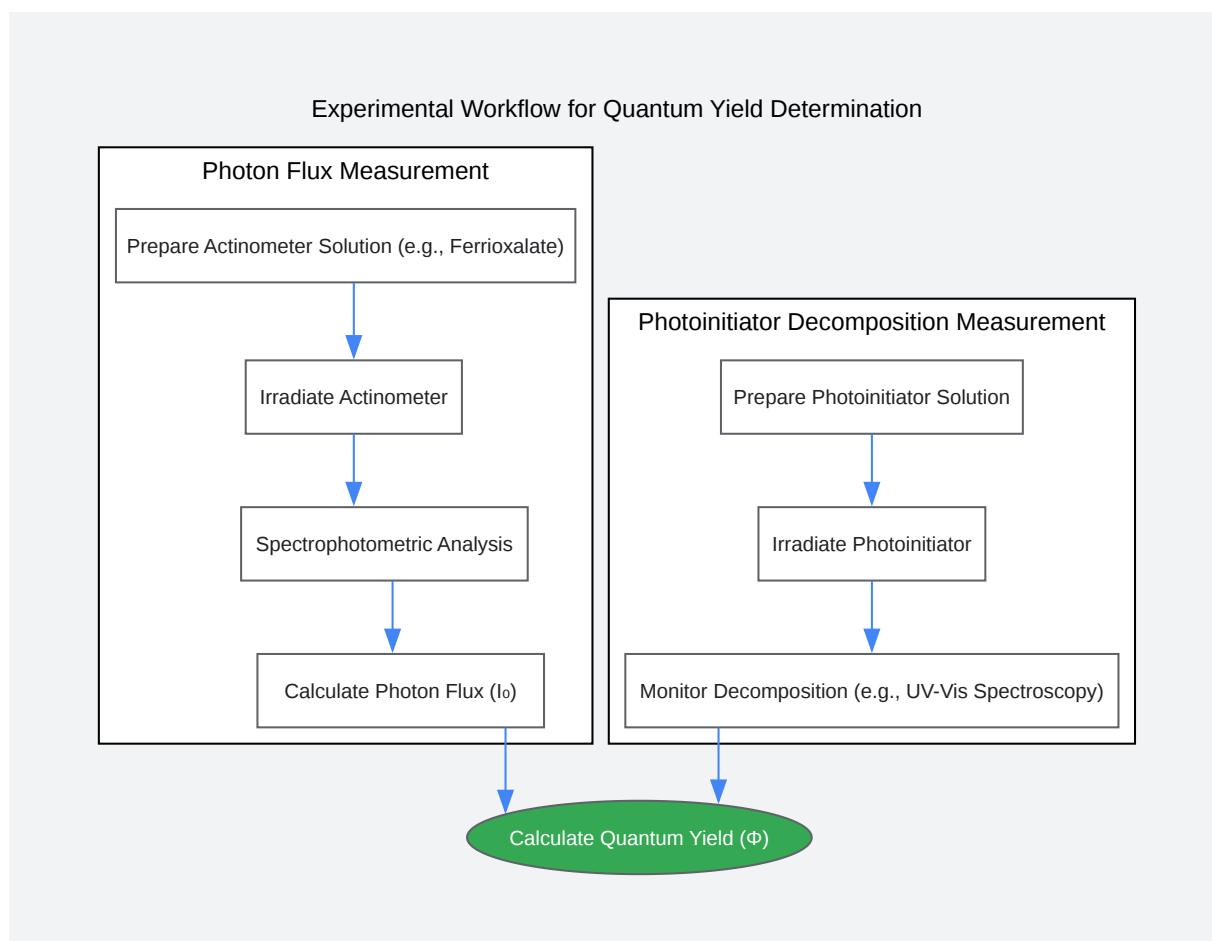 Experimental Workflow for Quantum Yield Determination
Photon Flux Measurement
Prepare Actinometer Solution (e.g., Ferrioxalate)
Irradiate Actinometer
Spectrophotometric Analysis
Calculate Photon Flux (I₀)
Photoinitiator Decomposition Measurement
Prepare Photoinitiator Solution
Irradiate Photoinitiator
Monitor Decomposition (e.g., UV-Vis Spectroscopy)
Calculate Quantum Yield (Φ)